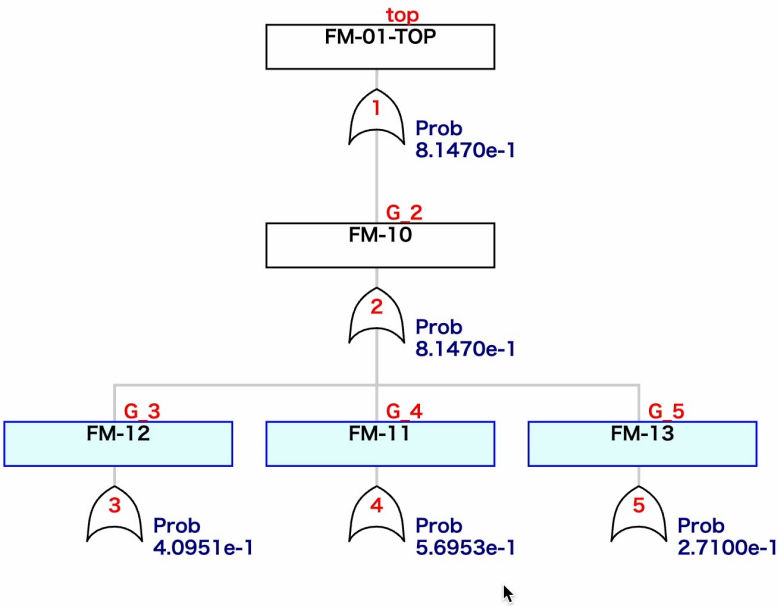 top
FM-01-TOP
1
Prob
8.1470e-1
G_2
FM-10
2
Prob
8.1470e-1
G_3
FM-12
G_4
FM-11
G_5
FM-13
3
Prob
4.0951e-1
4
Prob
5.6953e-1
5
Prob
2.7100e-1